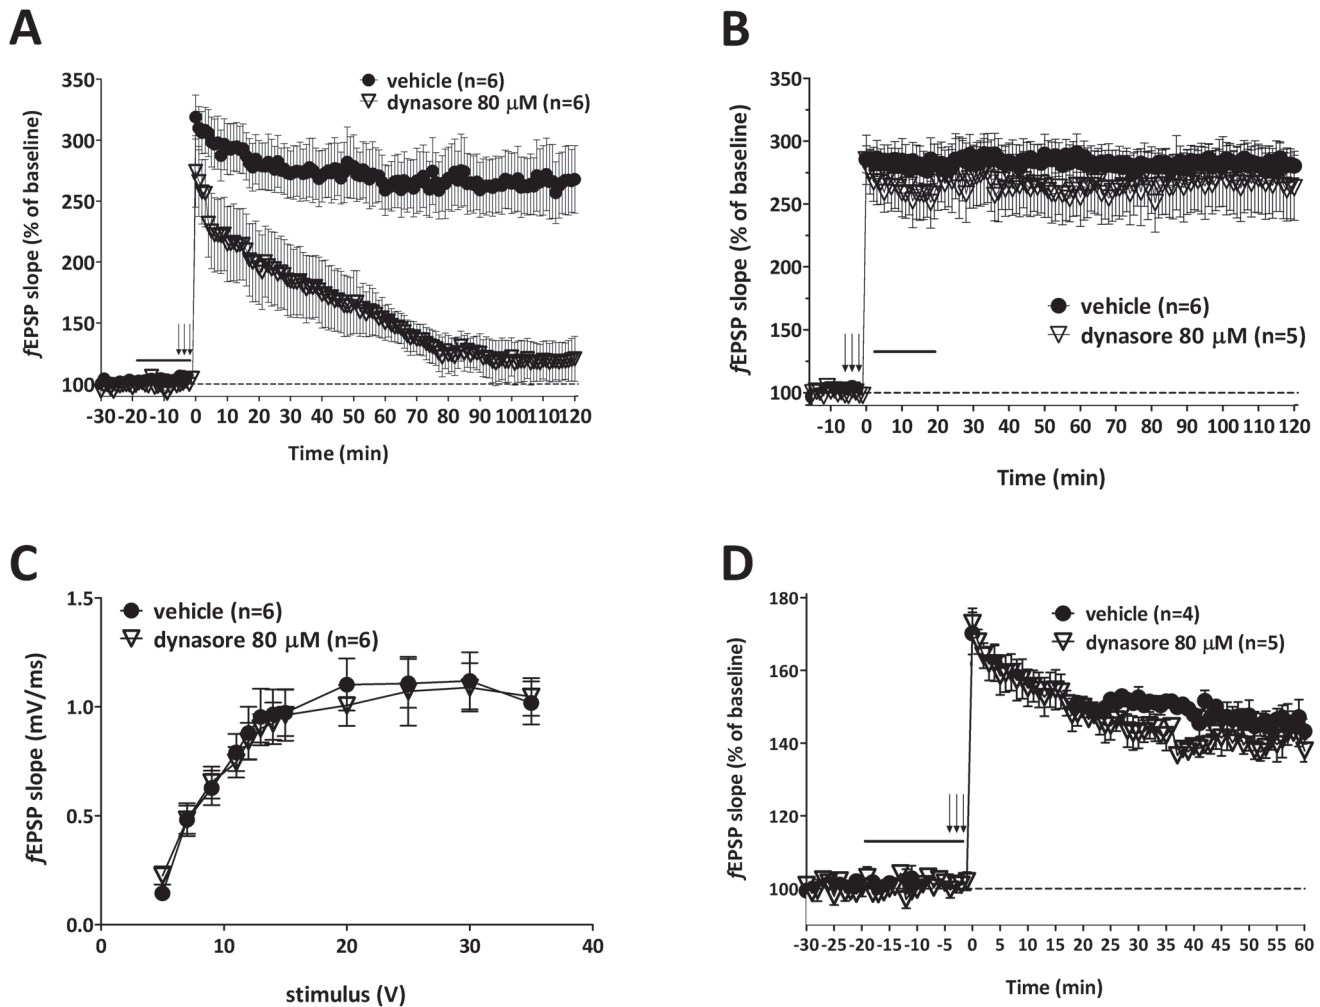 A
350
300
250
200
150
100
fEPSP slope (% of baseline)
vehicle (n=6)
dynasore 80 μM (n=6)
-30 -20 -10 0 10 20 30 40 50 60 70 80 90 100110120
Time (min)
B
350
300
250
200
150
100
fEPSP slope (% of baseline)
vehicle (n=6)
dynasore 80 μM (n=5)
-10 0 10 20 30 40 50 60 70 80 90 100 110 120
Time (min)
C
1.5
1.0
0.5
0.0
fEPSP slope (mV/ms)
vehicle (n=6)
dynasore 80 μM (n=6)
0 10 20 30 40
stimulus (V)
D
180
160
140
120
100
fEPSP slope (% of baseline)
vehicle (n=4)
dynasore 80 μM (n=5)
-30 -25 -20 -15 -10 -5 0 5 10 15 20 25 30 35 40 45 50 55 60
Time (min)